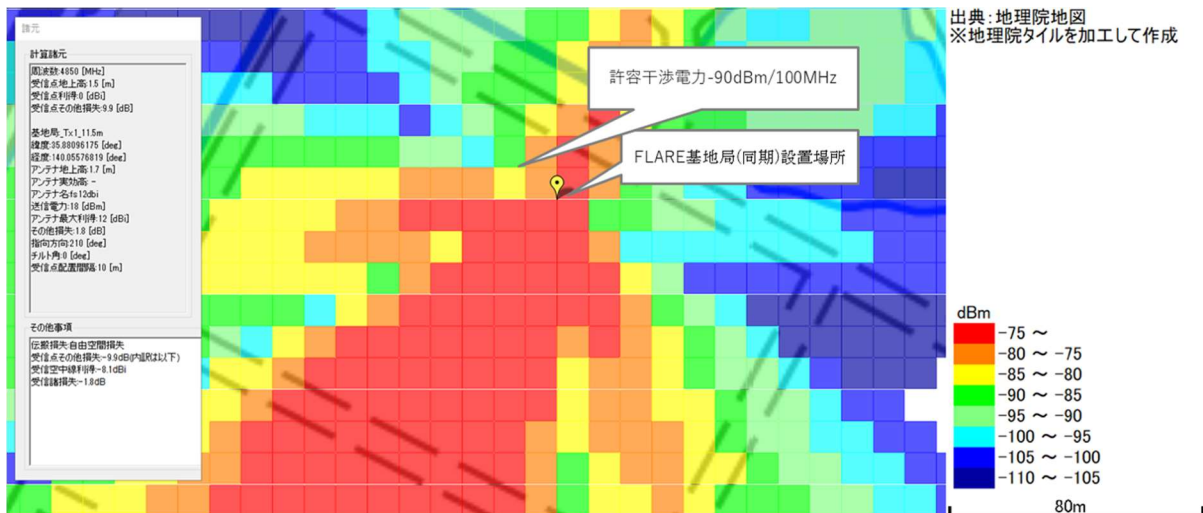 諸元
計算諸元
周波数:4850 [MHz]
受信点地上高:1.5 [m]
受信点利得:0 [dBi]
受信点その他損失:9.9 [dB]
基地局_Tx1_11.5m
緯度:35.88096175 [deg]
経度:140.05576819 [deg]
アンテナ地上高:1.7 [m]
アンテナ実効高: -
アンテナ名:fs12dbi
送信電力:18 [dBm]
アンテナ最大利得:12 [dBi]
その他損失:1.8 [dB]
指向方向:210 [deg]
チルト角:0 [deg]
受信点配置間隔:10 [m]
その他事項
伝搬損失:自由空間損失
受信点その他損失:-9.9dB(内訳は以下)
受信空中線利得:-8.1dBi
受信諸損失:-1.8dB
許容干渉電力-90dBm/100MHz
FLARE基地局(同期)設置場所
出典：地理院地図
※地理院タイルを加工して作成
dBm
-75 ～
-80 ～ -75
-85 ～ -80
-90 ～ -85
-95 ～ -90
-100 ～ -95
-105 ～ -100
-110 ～ -105
80m